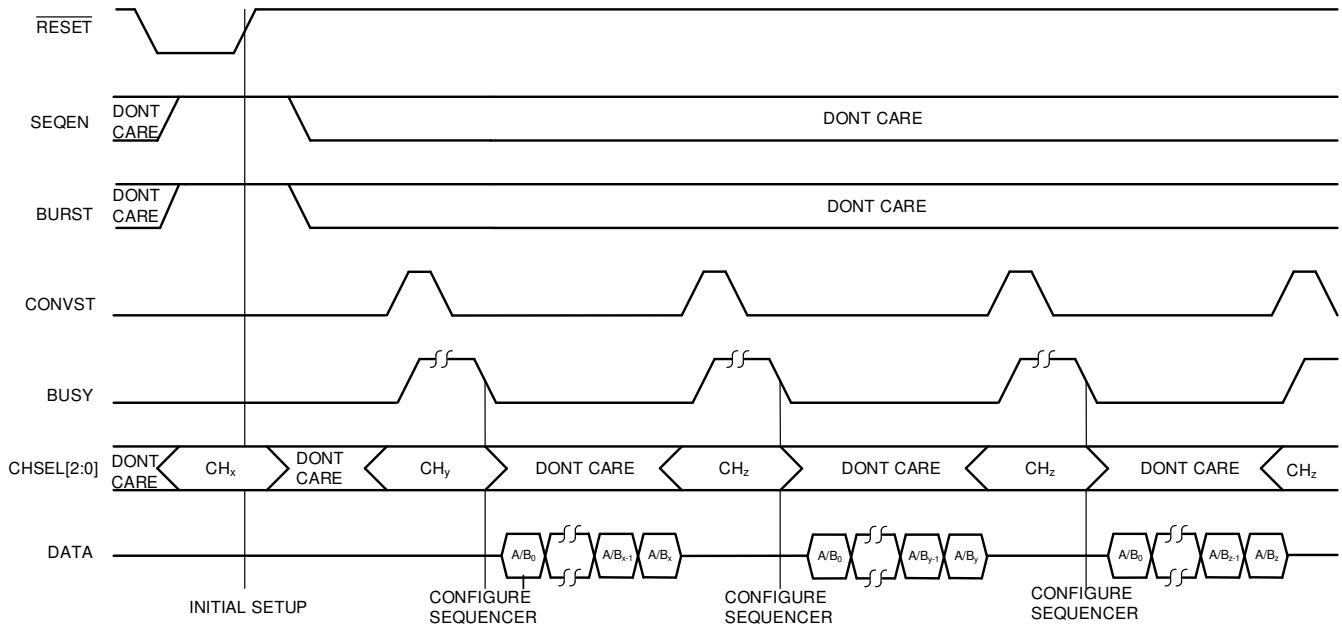 RESET
SEQEN
DONT
CARE
DONT CARE
BURST
DONT
CARE
DONT CARE
CONVST
BUSY
CHSEL[2:0]
DONT
CARE
CHx
DONT
CARE
CHy
DONT CARE
CHz
DONT CARE
CHz
DONT CARE
CHz
DATA
A/B0
A/Bx-1
A/Bx
A/B0
A/By-1
A/By
A/B0
A/Bz-1
A/Bz
INITIAL SETUP
CONFIGURE
SEQUENCER
CONFIGURE
SEQUENCER
CONFIGURE
SEQUENCER